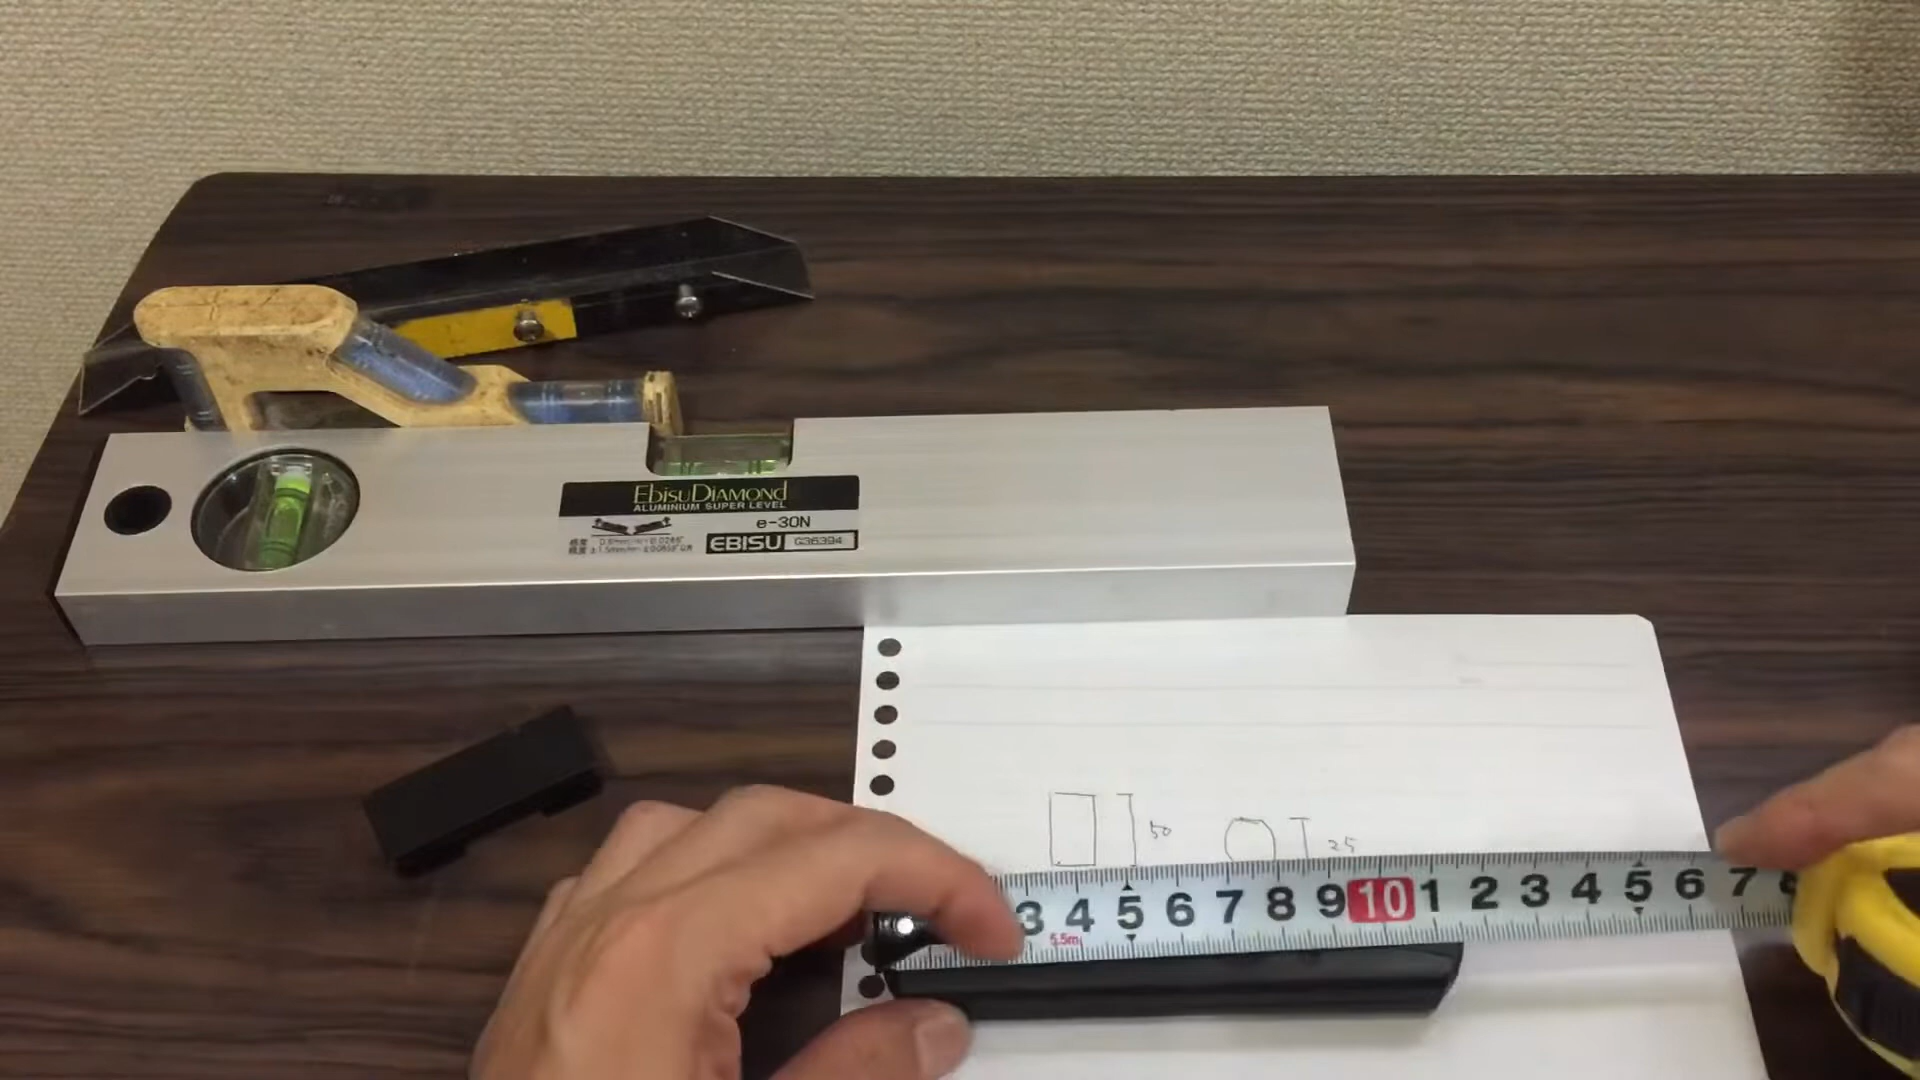 EbisuDIAMOND
ALUMINIUM SUPER LEVEL
e-30N
EBISU G36394
50
25
3 4 5 6 7 8 9 10 1 2 3 4 5 6 7
5.5m